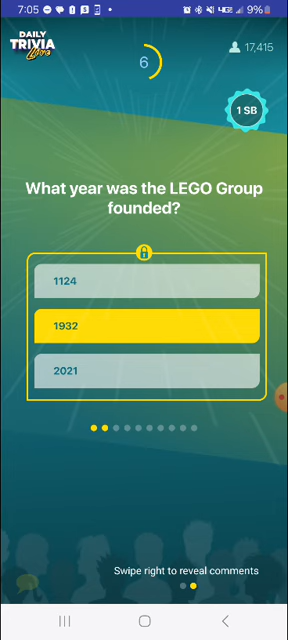 7:05
9%
DAILY
TRIVIA
Live
6
17,415
1 SB
What year was the LEGO Group
founded?
1124
1932
2021
Swipe right to reveal comments